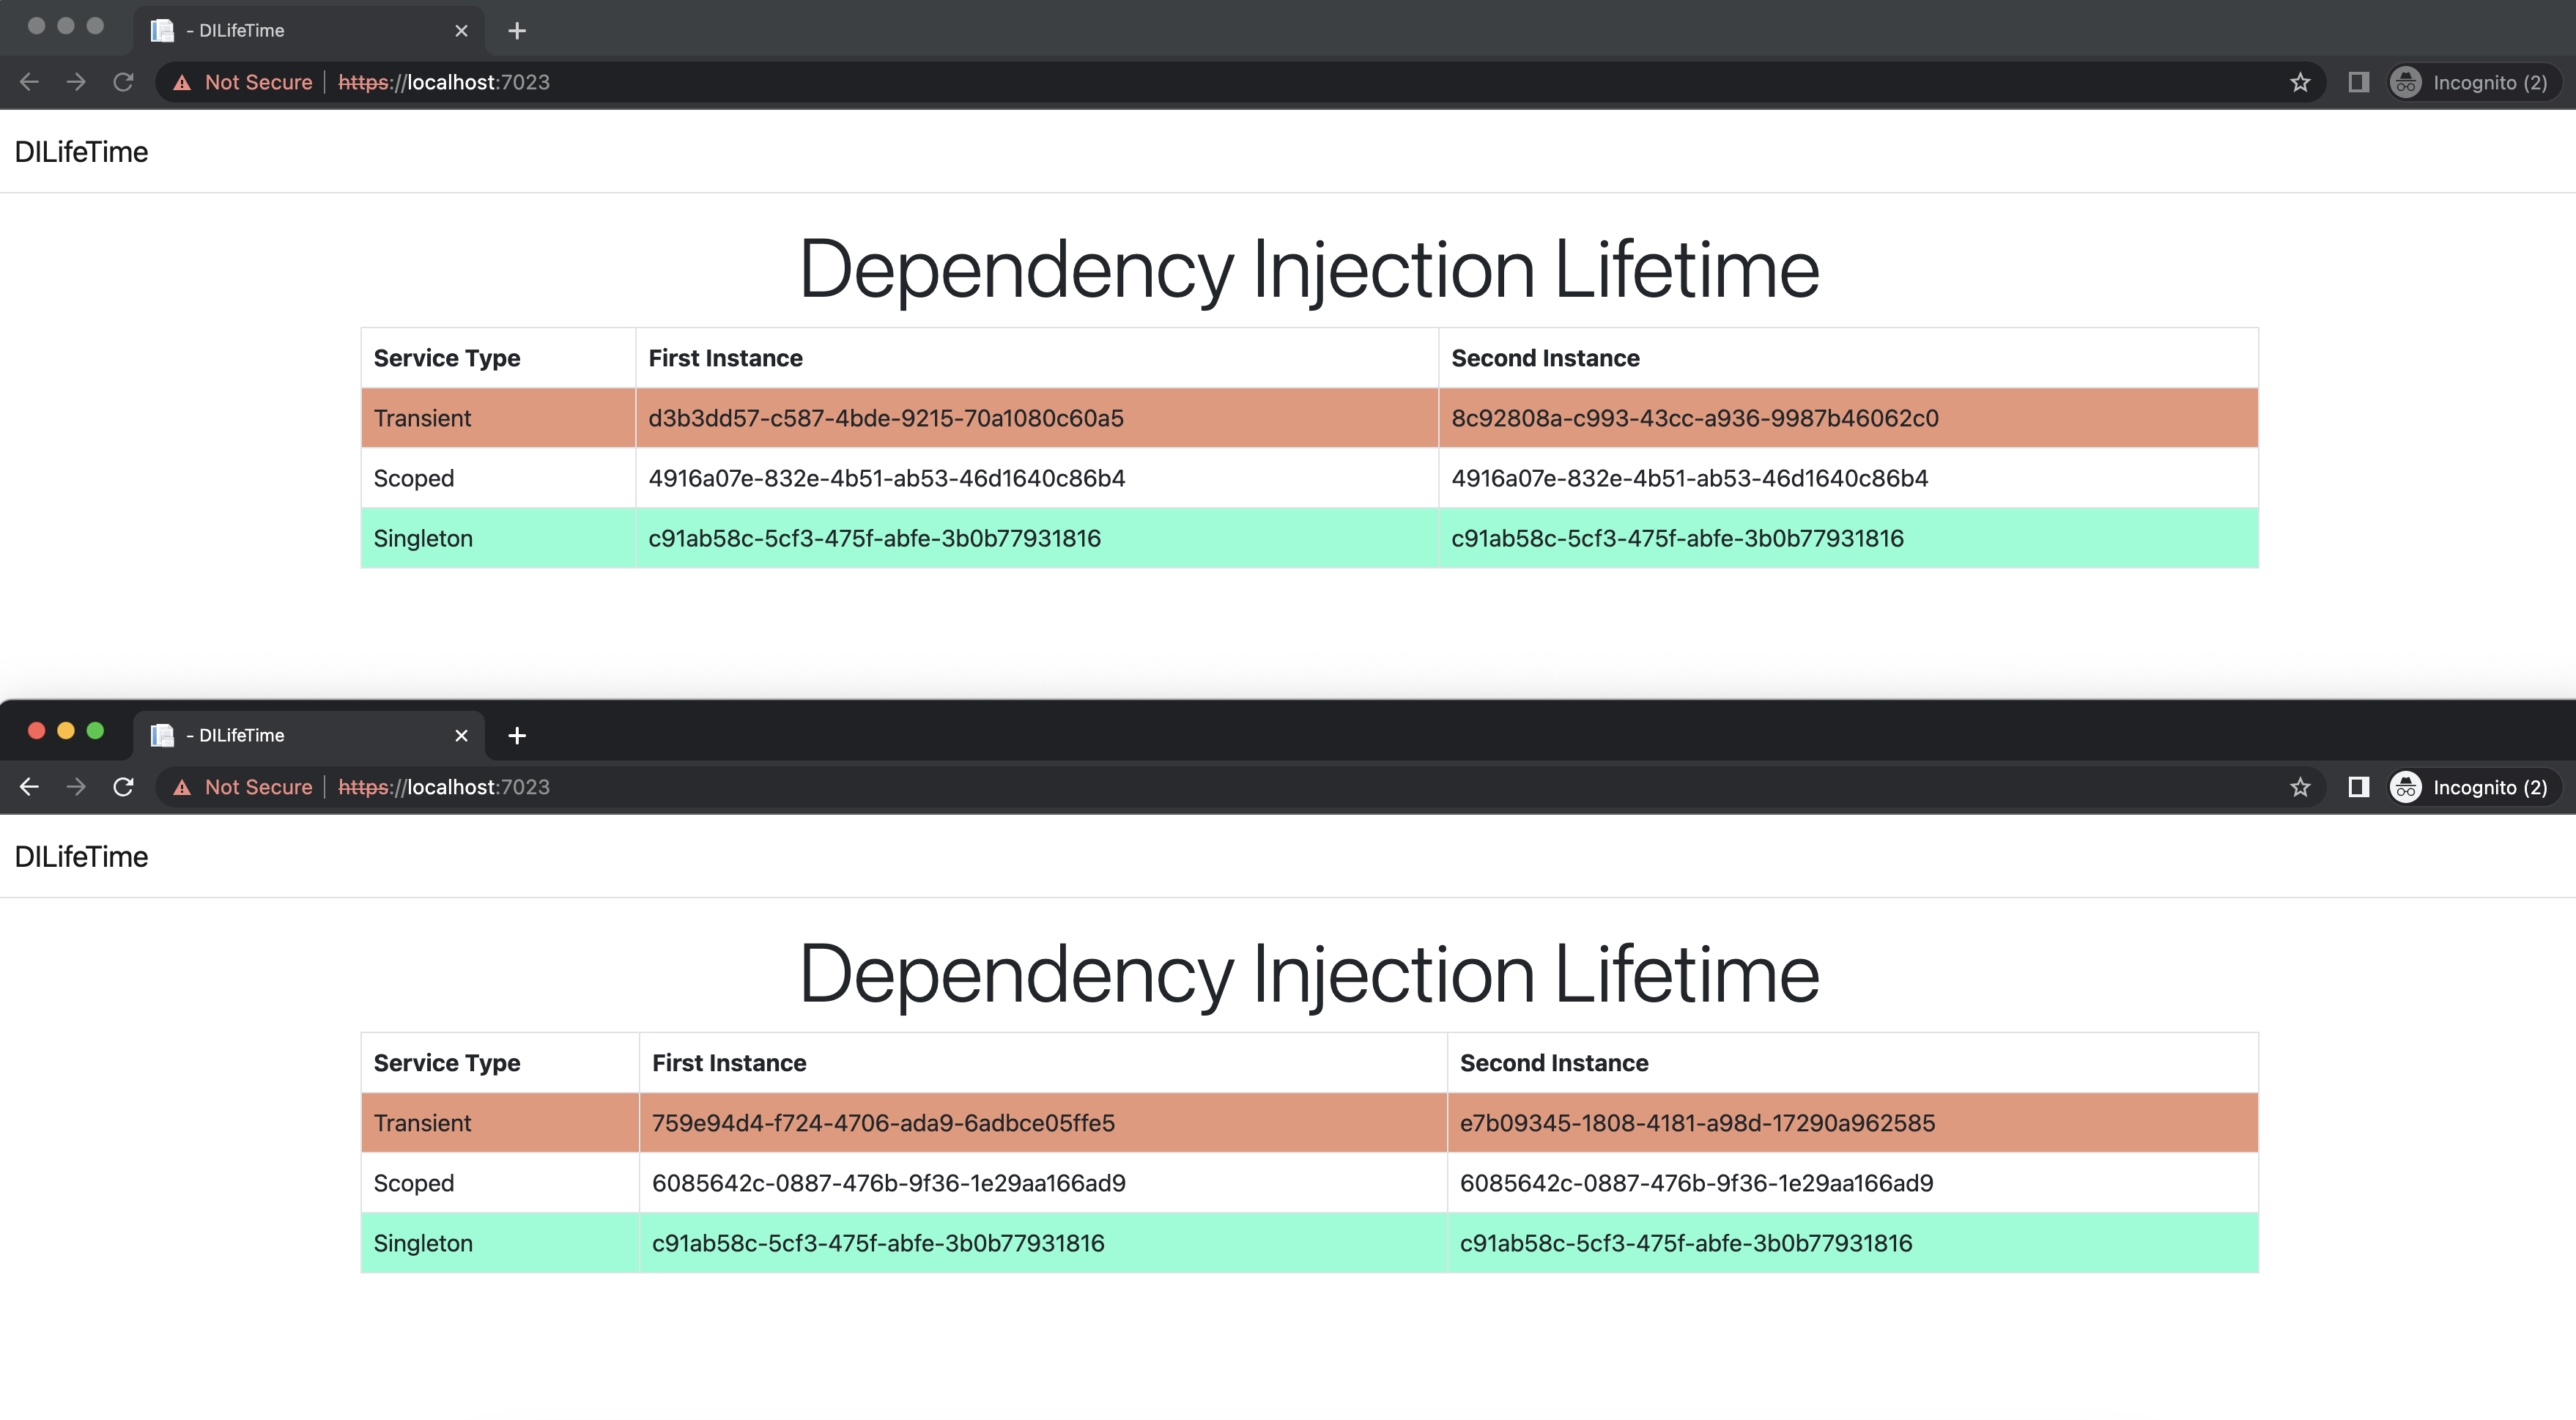 - DILifeTime
Not Secure https://localhost:7023 Incognito (2)
DILifeTime
Dependency Injection Lifetime
Service Type First Instance Second Instance
Transient d3b3dd57-c587-4bde-9215-70a1080c60a5 8c92808a-c993-43cc-a936-9987b46062c0
Scoped 4916a07e-832e-4b51-ab53-46d1640c86b4 4916a07e-832e-4b51-ab53-46d1640c86b4
Singleton c91ab58c-5cf3-475f-abfe-3b0b77931816 c91ab58c-5cf3-475f-abfe-3b0b77931816
- DILifeTime
Not Secure https://localhost:7023 Incognito (2)
DILifeTime
Dependency Injection Lifetime
Service Type First Instance Second Instance
Transient 759e94d4-f724-4706-ada9-6adbce05ffe5 e7b09345-1808-4181-a98d-17290a962585
Scoped 6085642c-0887-476b-9f36-1e29aa166ad9 6085642c-0887-476b-9f36-1e29aa166ad9
Singleton c91ab58c-5cf3-475f-abfe-3b0b77931816 c91ab58c-5cf3-475f-abfe-3b0b77931816